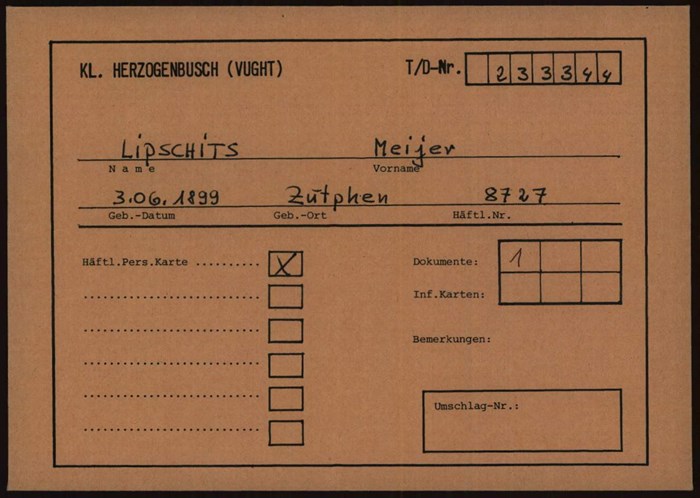 KL. HERZOGENBUSCH (VUGHT) T/D-Nr. 233344
LIPSCHITS Meijer
Name Vorname
3.06.1899 Zutphen 8727
Geb.-Datum Geb.-Ort Häftl.Nr.
Häftl.Pers.Karte .......... X
Dokumente: 1
Inf.Karten:
Bemerkungen:
Umschlag-Nr.: